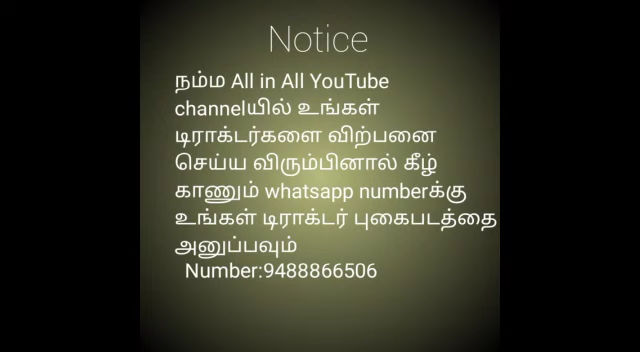 Notice
நம்ம All in All YouTube
channelயில் உங்கள்
டிராக்டர்களை விற்பனை
செய்ய விரும்பினால் கீழ்
காணும் whatsapp numberக்கு
உங்கள் டிராக்டர் புகைபடத்தை
அனுப்பவும்
Number:9488866506